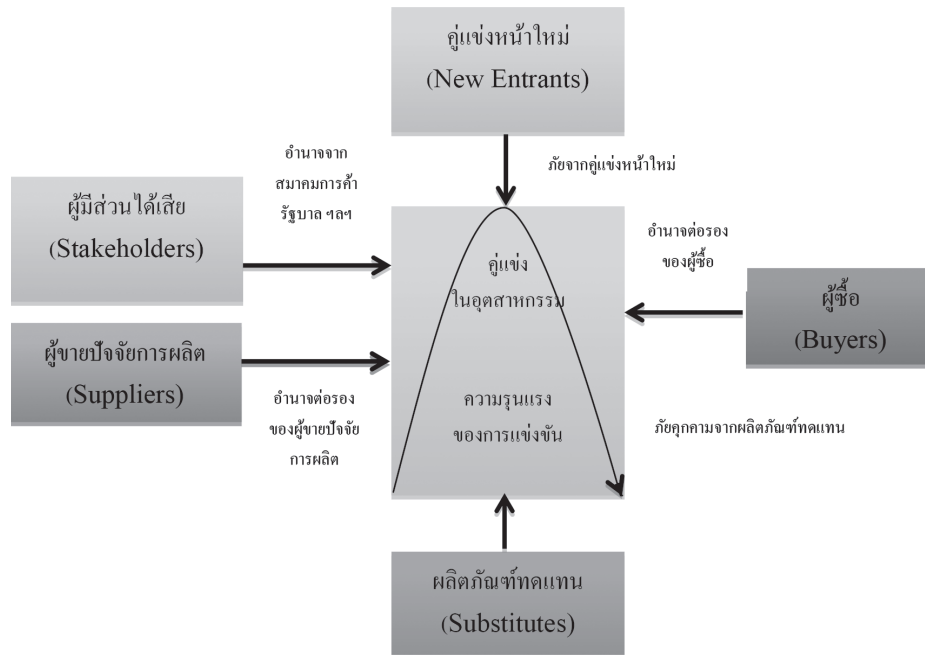 คู่แข่งหน้าใหม่
(New Entrants)
อำนาจจาก
สมาคมการค้า
รัฐบาล ฯลฯ
ภัยจากคู่แข่งหน้าใหม่
ผู้มีส่วนได้เสีย
(Stakeholders)
คู่แข่ง
ในอุตสาหกรรม
อำนาจต่อรอง
ของผู้ซื้อ
ผู้ซื้อ
(Buyers)
ผู้ขายปัจจัยการผลิต
(Suppliers)
อำนาจต่อรอง
ของผู้ขายปัจจัย
การผลิต
ความรุนแรง
ของการแข่งขัน
ภัยคุกคามจากผลิตภัณฑ์ทดแทน
ผลิตภัณฑ์ทดแทน
(Substitutes)